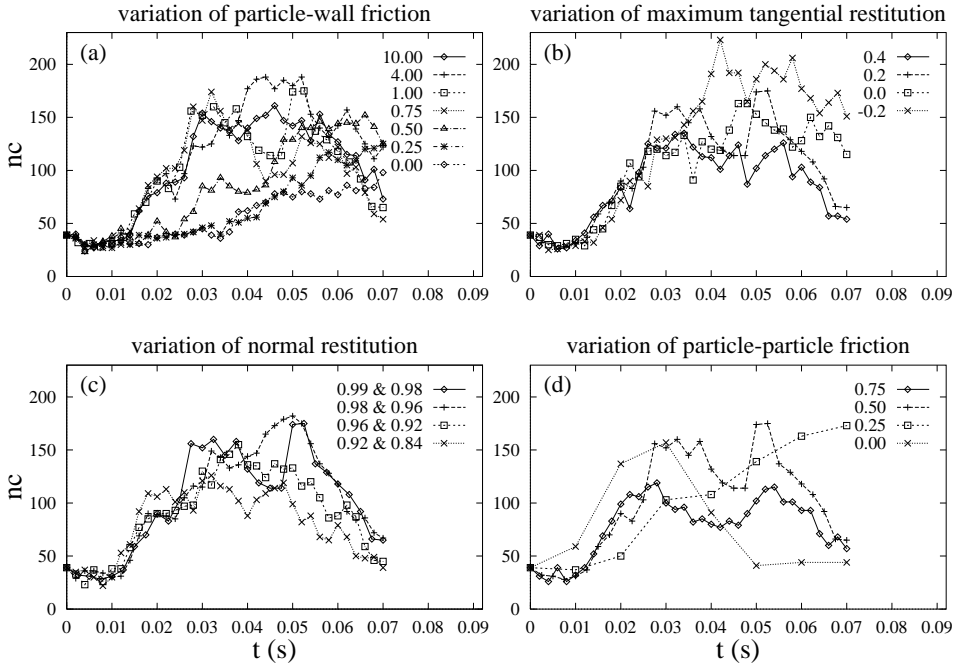 variation of particle-wall friction
(a)
10.00
4.00
1.00
0.75
0.50
0.25
0.00
nc
200
150
100
50
0
0 0.01 0.02 0.03 0.04 0.05 0.06 0.07 0.08 0.09
variation of maximum tangential restitution
(b)
0.4
0.2
0.0
-0.2
200
150
100
50
0
0 0.01 0.02 0.03 0.04 0.05 0.06 0.07 0.08 0.09
variation of normal restitution
(c)
0.99 & 0.98
0.98 & 0.96
0.96 & 0.92
0.92 & 0.84
nc
200
150
100
50
0
0 0.01 0.02 0.03 0.04 0.05 0.06 0.07 0.08 0.09
t (s)
variation of particle-particle friction
(d)
0.75
0.50
0.25
0.00
200
150
100
50
0
0 0.01 0.02 0.03 0.04 0.05 0.06 0.07 0.08 0.09
t (s)